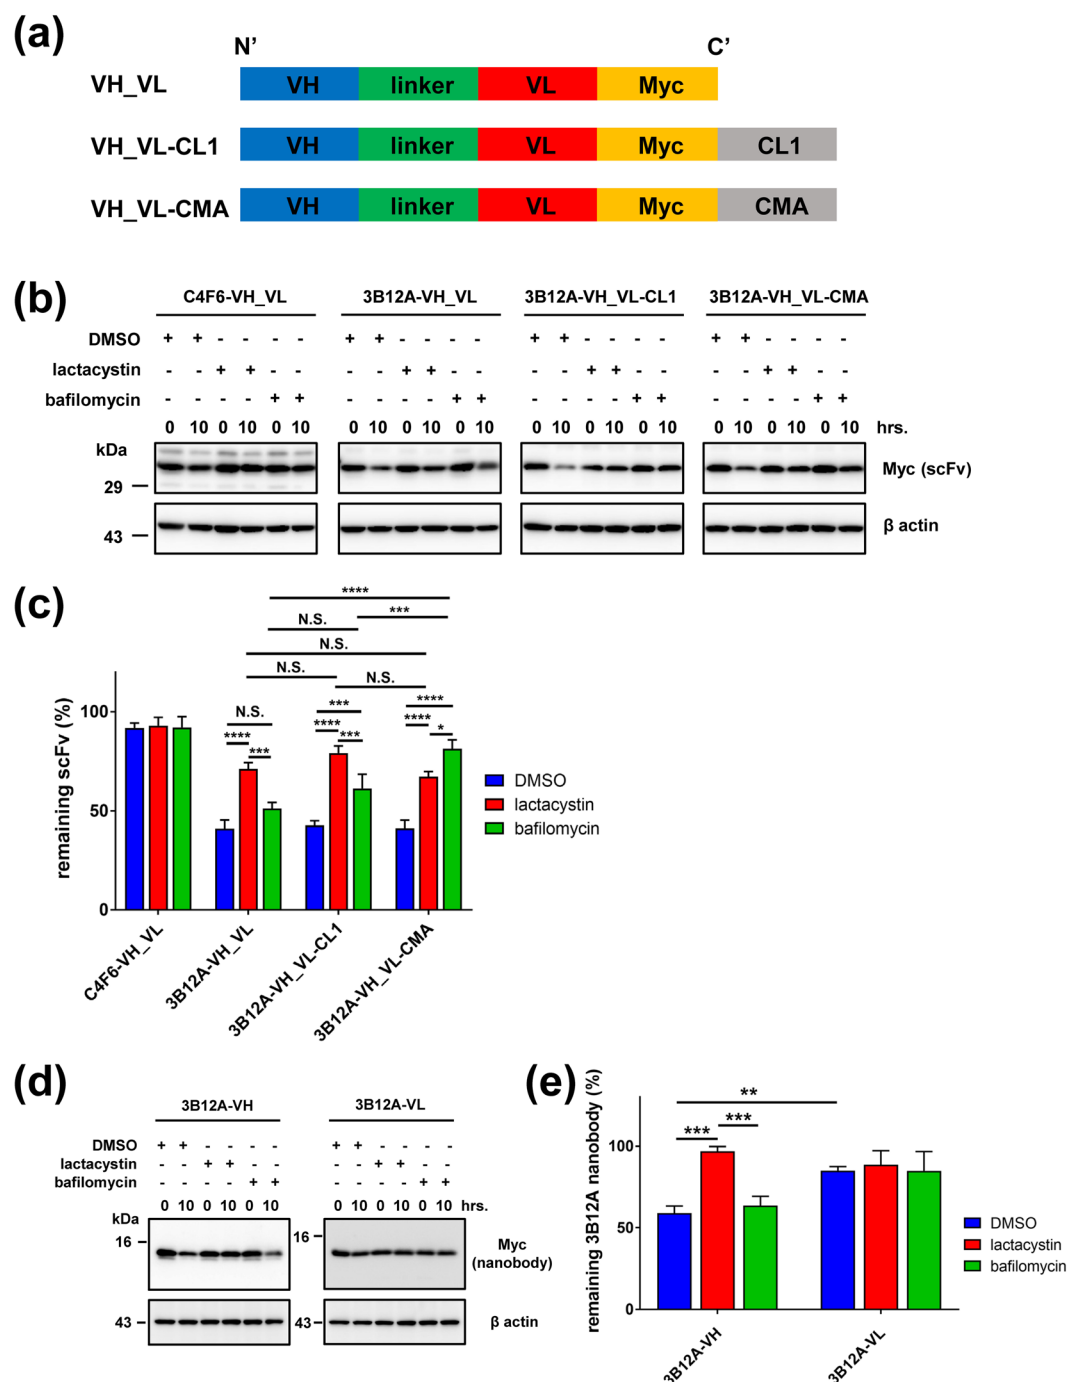 (a)
N' C'
VH_VL VH linker VL Myc
VH_VL-CL1 VH linker VL Myc CL1
VH_VL-CMA VH linker VL Myc CMA
(b)
C4F6-VH_VL 3B12A-VH_VL 3B12A-VH_VL-CL1 3B12A-VH_VL-CMA
DMSO + + - - - - + + - - - - + + - - - - + + - - - -
lactacystin - - + + - - - - + + - - - - + + - - - - + + - -
bafilomycin - - - - + + - - - - + + - - - - + + - - - - + +
0 10 0 10 0 10 0 10 0 10 0 10 0 10 0 10 0 10 0 10 0 10 0 10 hrs.
kDa
29 Myc (scFv)
43 β actin
(c)
****
N.S. ***
N.S.
N.S. N.S.
N.S. *** ****
**** *** **** *** **** *
remaining scFv (%)
100
50
0
DMSO
lactacystin
bafilomycin
C4F6-VH_VL
3B12A-VH_VL
3B12A-VH_VL-CL1
3B12A-VH_VL-CMA
(d)
3B12A-VH 3B12A-VL
DMSO + + - - - - + + - - - -
lactacystin - - + + - - - - + + - -
bafilomycin - - - - + + - - - - + +
0 10 0 10 0 10 0 10 0 10 0 10 hrs.
kDa
16 16 Myc
(nanobody)
43 43 β actin
(e)
remaining 3B12A nanobody (%)
**
*** ***
100
50
0
DMSO
lactacystin
bafilomycin
3B12A-VH
3B12A-VL